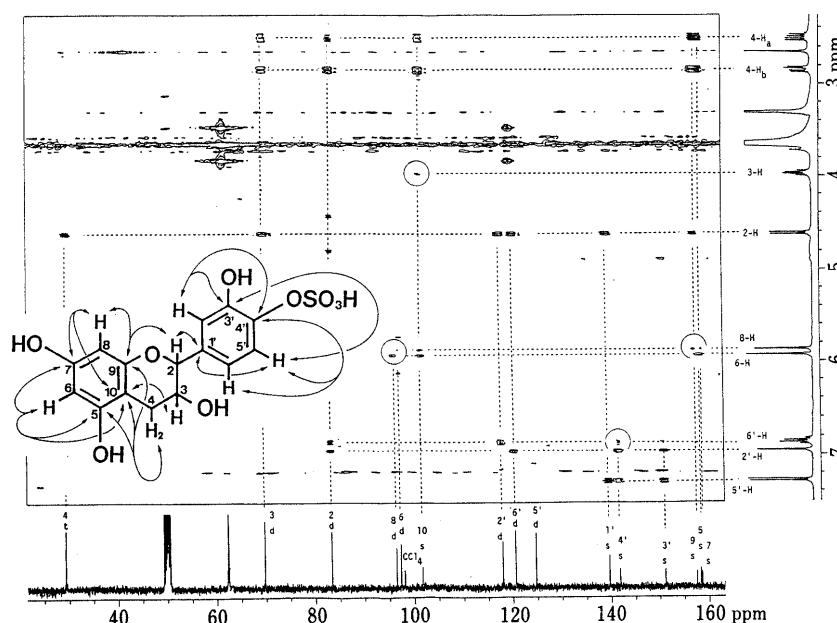 4-Ha
4-Hb
3 ppm
3-H
4
2-H
5
8-H
6-H
6
6'-H
2'-H
7
5'-H
OH
OSO₃H
H
3'
4'
H
8
HO
7
9
O
H
2
1'
5'
H
6
10
3
H
H
5
4
OH
H
H₂
OH
4
t
3
d
2
d
8
d
6
d
CCl4
10
s
2'
d
6'
d
5'
d
1'
s
4'
s
3'
s
9
s
5
s
7
s
40
60
80
100
120
140
160 ppm